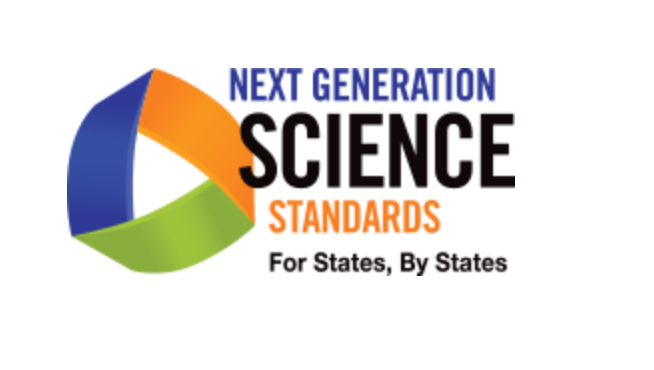 NEXT GENERATION
SCIENCE
STANDARDS
For States, By States